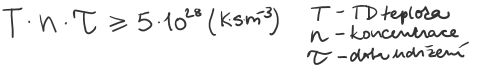 T · n · τ ⩾ 5·10²⁸ (Ksm⁻³)
T - TD teplota
n - koncentrace
τ - doba udržení